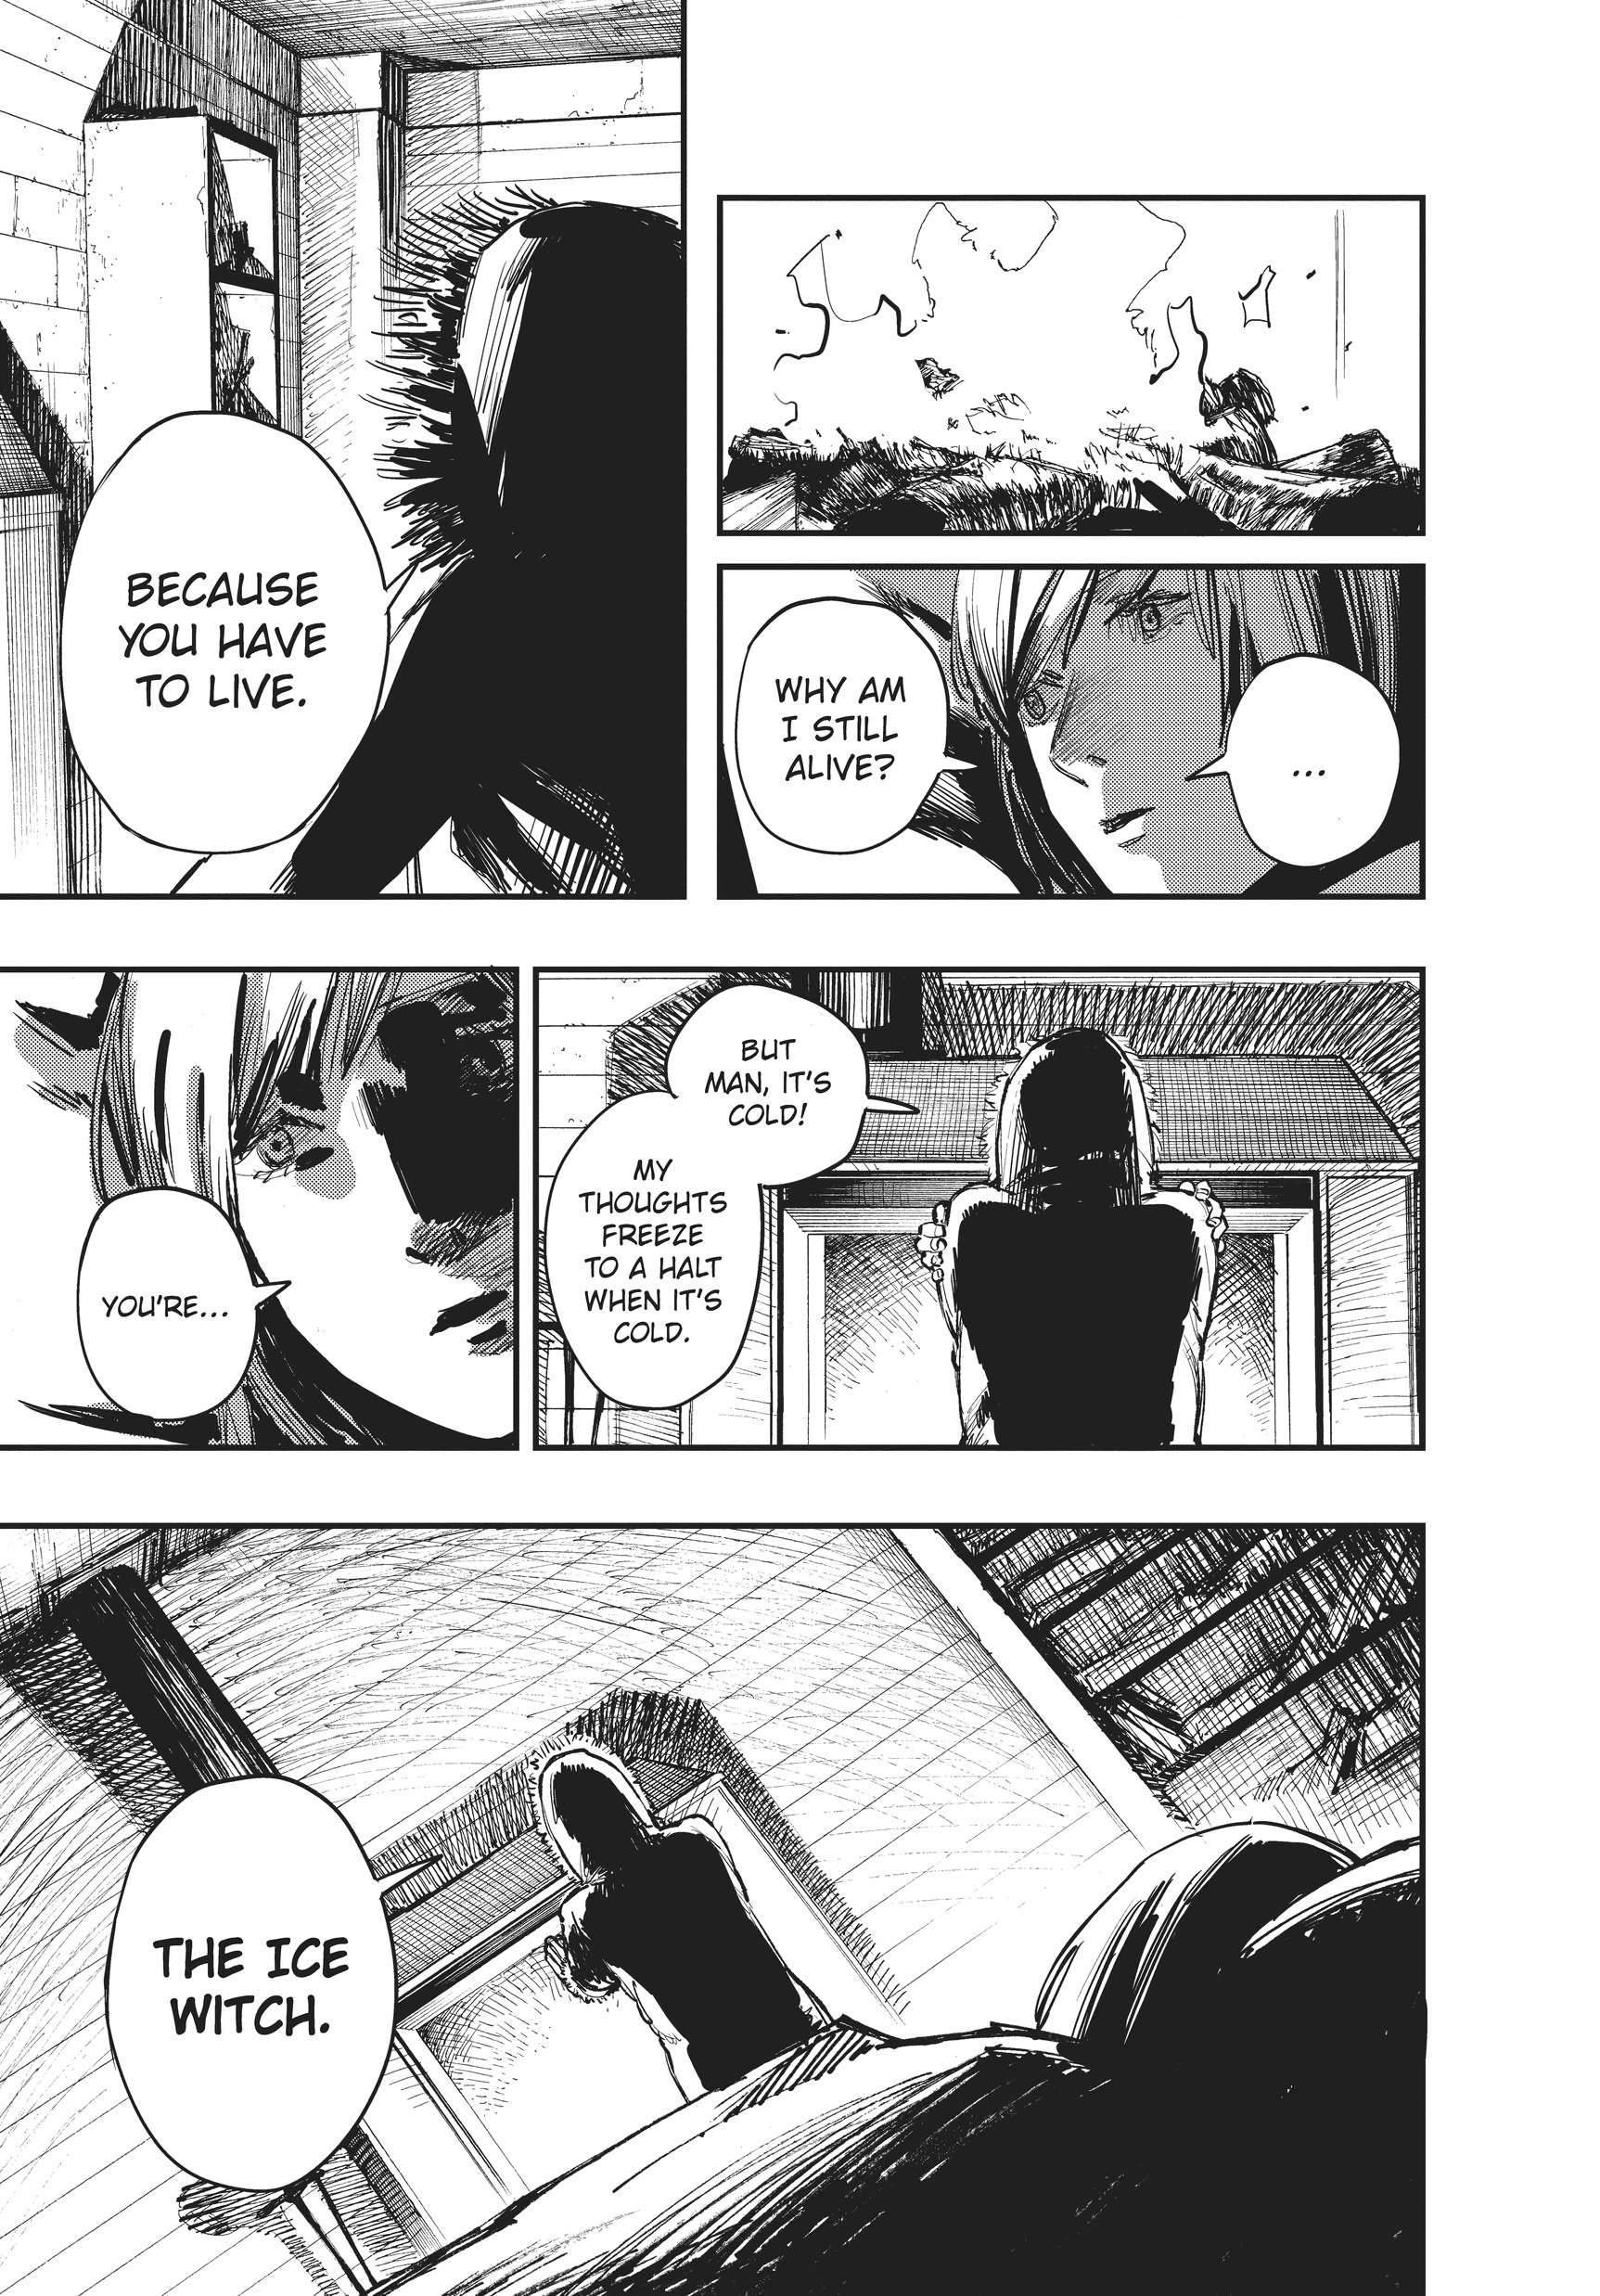 ...
WHY AM
I STILL
ALIVE?
BECAUSE
YOU HAVE
TO LIVE.
BUT
MAN, IT'S
COLD!
MY
THOUGHTS
FREEZE
TO A HALT
WHEN IT'S
COLD.
YOU'RE...
THE ICE
WITCH.